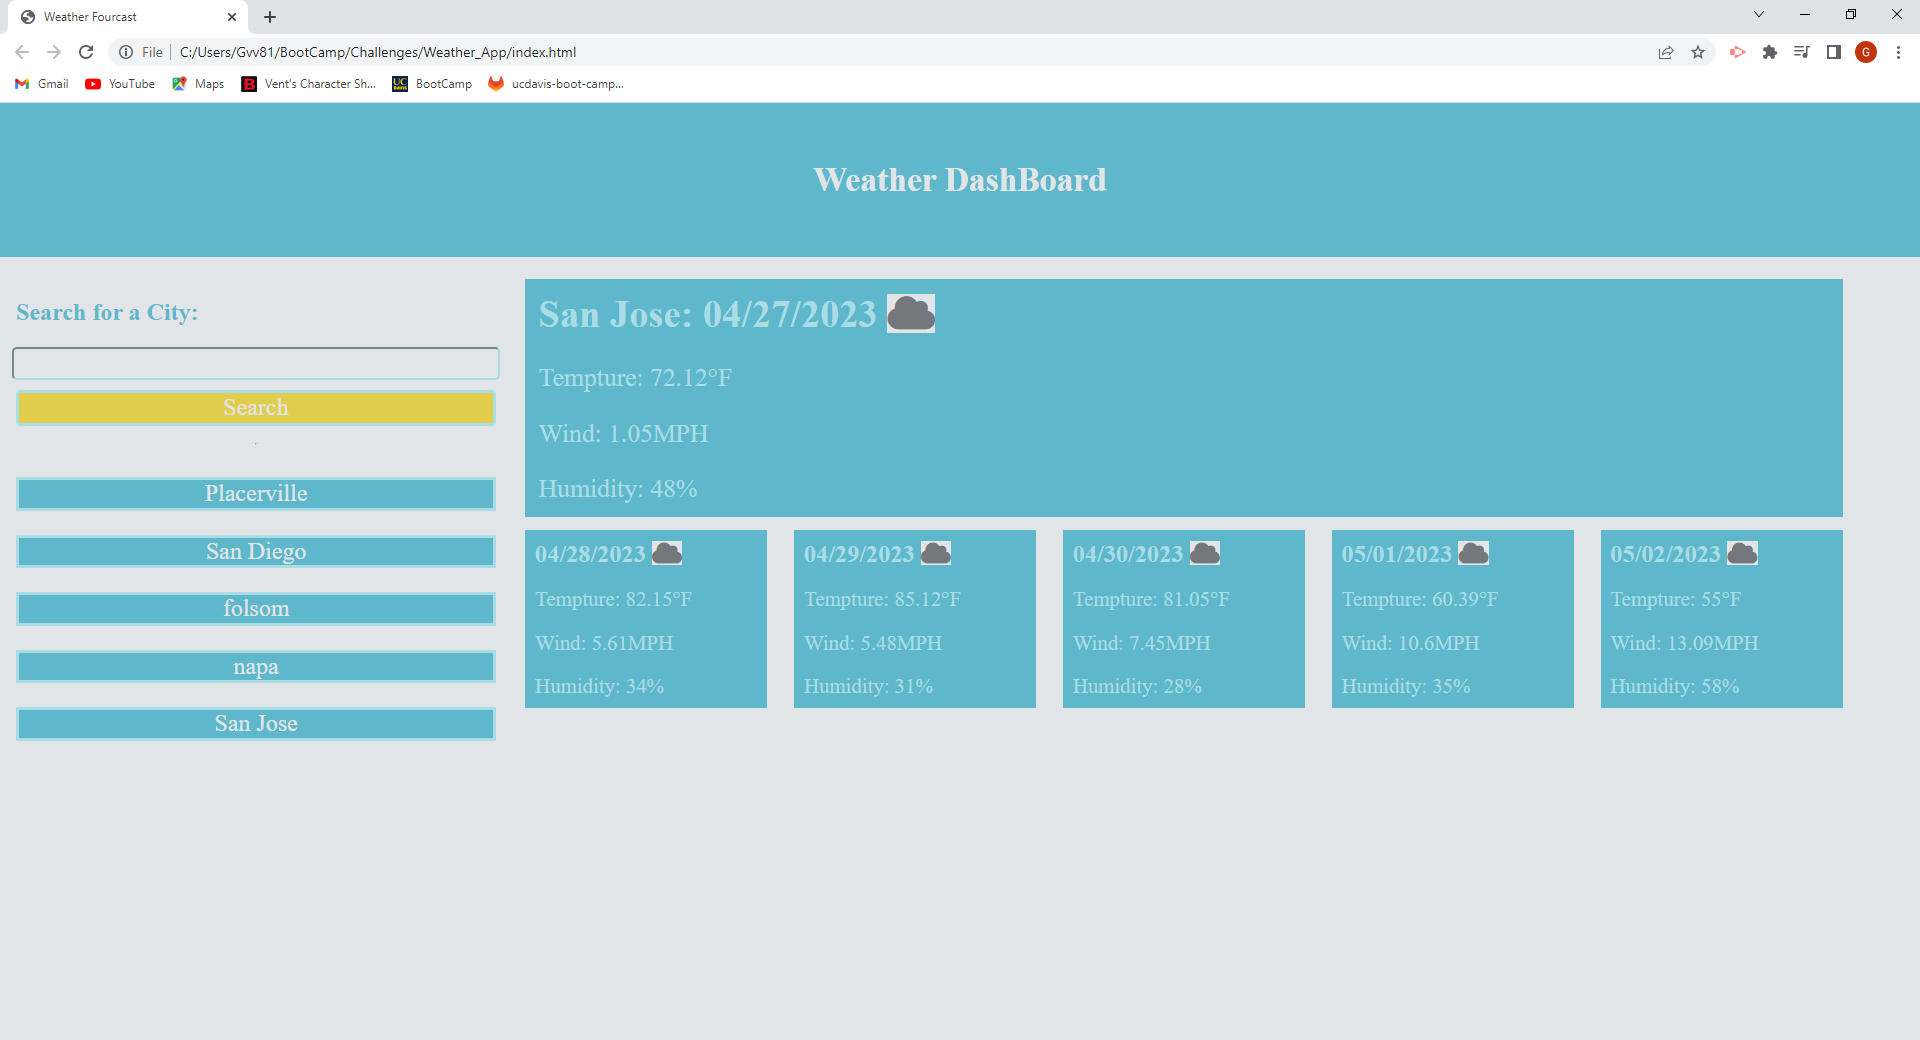 Weather Fourcast
File C:/Users/Gvv81/BootCamp/Challenges/Weather_App/index.html
G
Gmail YouTube Maps Vent's Character Sh... BootCamp ucdavis-boot-camp...
UC DAVIS
Weather DashBoard
Search for a City:
Search
Placerville
San Diego
folsom
napa
San Jose
San Jose: 04/27/2023
Tempture: 72.12°F
Wind: 1.05MPH
Humidity: 48%
04/28/2023
Tempture: 82.15°F
Wind: 5.61MPH
Humidity: 34%
04/29/2023
Tempture: 85.12°F
Wind: 5.48MPH
Humidity: 31%
04/30/2023
Tempture: 81.05°F
Wind: 7.45MPH
Humidity: 28%
05/01/2023
Tempture: 60.39°F
Wind: 10.6MPH
Humidity: 35%
05/02/2023
Tempture: 55°F
Wind: 13.09MPH
Humidity: 58%